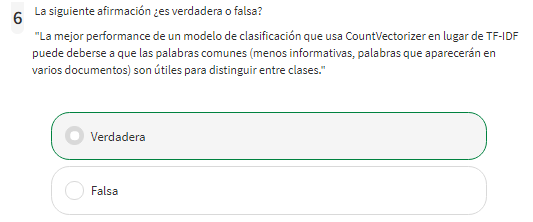 6
La siguiente afirmación ¿es verdadera o falsa?
"La mejor performance de un modelo de clasificación que usa CountVectorizer en lugar de TF-IDF
puede deberse a que las palabras comunes (menos informativas, palabras que aparecerán en
varios documentos) son útiles para distinguir entre clases."
Verdadera
Falsa